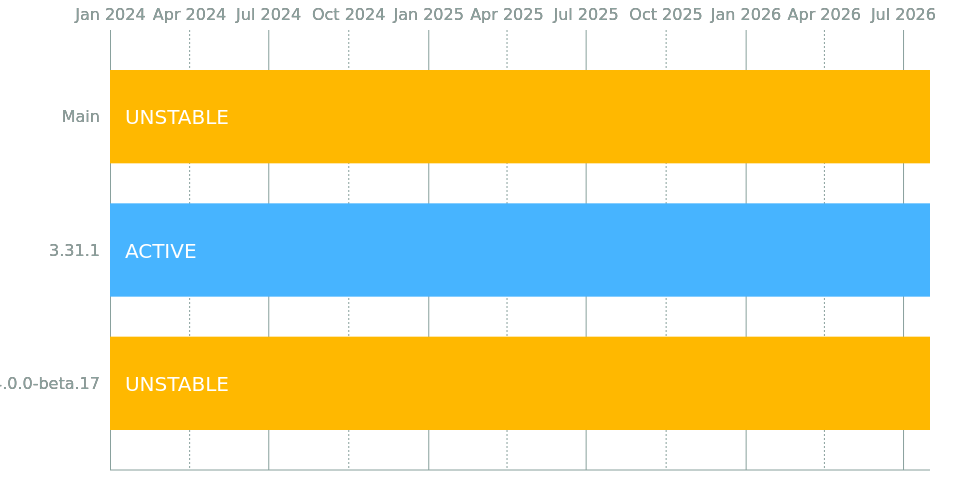 Jan 2024 Apr 2024 Jul 2024 Oct 2024 Jan 2025 Apr 2025 Jul 2025 Oct 2025 Jan 2026 Apr 2026 Jul 2026
Main UNSTABLE
3.31.1 ACTIVE
.0.0-beta.17 UNSTABLE